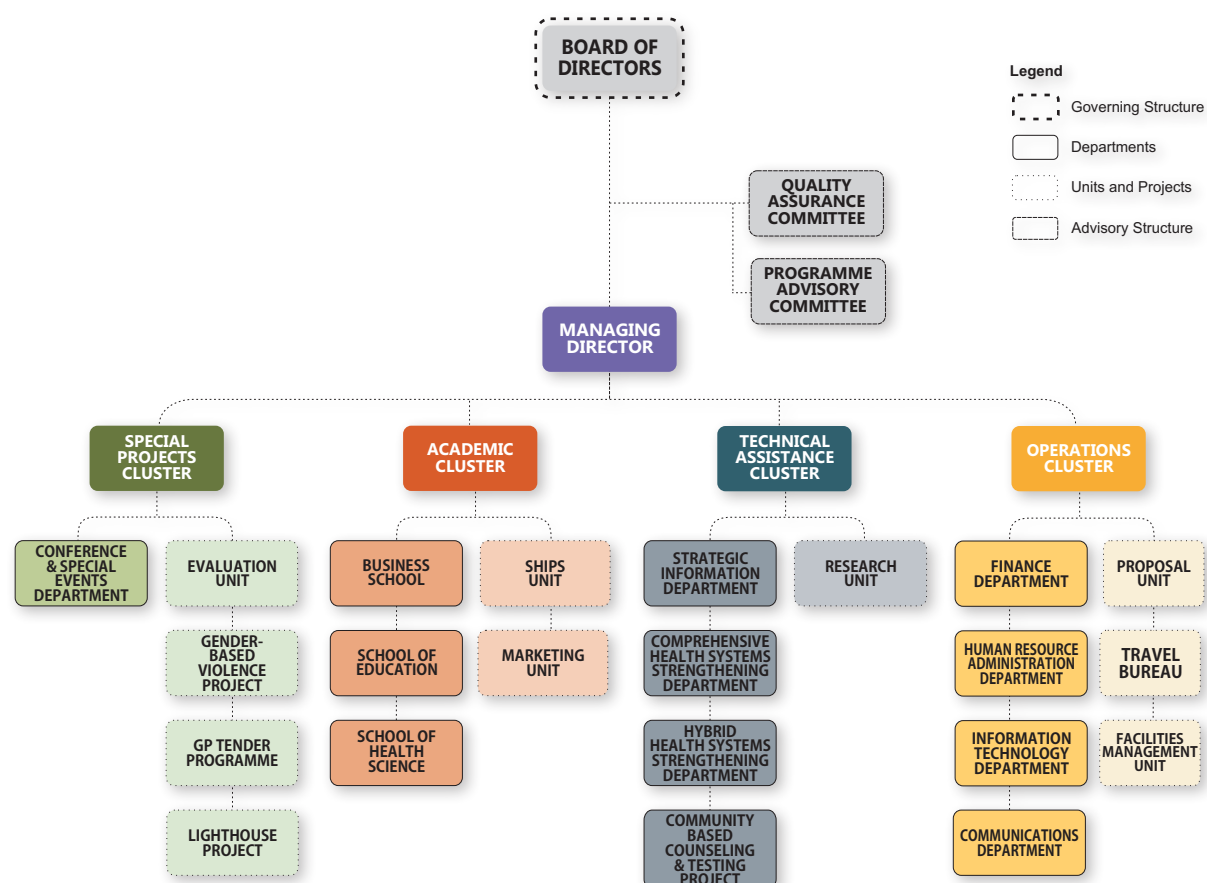 BOARD OF
DIRECTORS
Legend
Governing Structure
Departments
Units and Projects
Advisory Structure
QUALITY
ASSURANCE
COMMITTEE
PROGRAMME
ADVISORY
COMMITTEE
MANAGING
DIRECTOR
SPECIAL
PROJECTS
CLUSTER
ACADEMIC
CLUSTER
TECHNICAL
ASSISTANCE
CLUSTER
OPERATIONS
CLUSTER
CONFERENCE
& SPECIAL
EVENTS
DEPARTMENT
EVALUATION
UNIT
GENDER-
BASED
VIOLENCE
PROJECT
GP TENDER
PROGRAMME
LIGHTHOUSE
PROJECT
BUSINESS
SCHOOL
SCHOOL OF
EDUCATION
SCHOOL OF
HEALTH
SCIENCE
SHIPS
UNIT
MARKETING
UNIT
STRATEGIC
INFORMATION
DEPARTMENT
COMPREHENSIVE
HEALTH SYSTEMS
STRENGTHENING
DEPARTMENT
HYBRID
HEALTH SYSTEMS
STRENGTHENING
DEPARTMENT
COMMUNITY
BASED
COUNSELING
& TESTING
PROJECT
RESEARCH
UNIT
FINANCE
DEPARTMENT
HUMAN RESOURCE
ADMINISTRATION
DEPARTMENT
INFORMATION
TECHNOLOGY
DEPARTMENT
COMMUNICATIONS
DEPARTMENT
PROPOSAL
UNIT
TRAVEL
BUREAU
FACILITIES
MANAGEMENT
UNIT